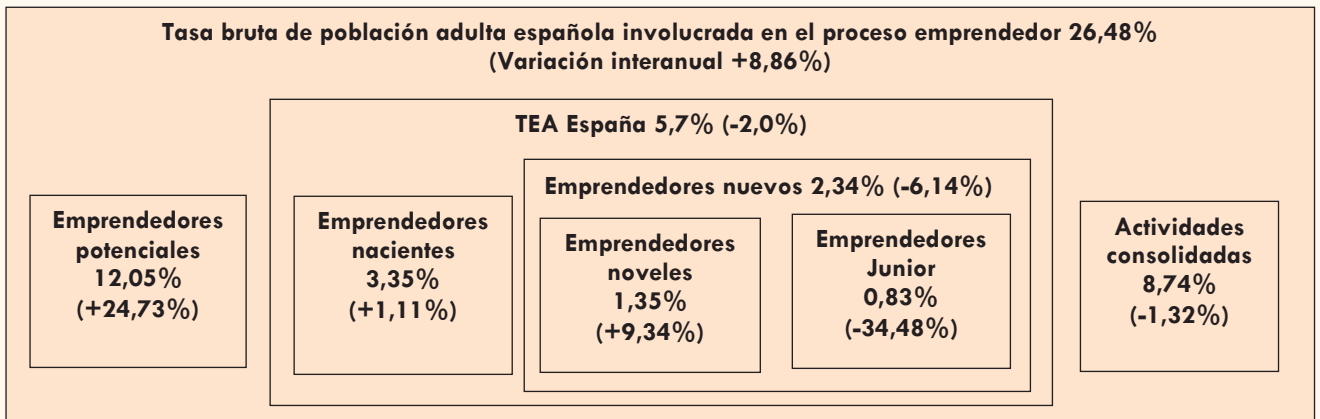 Tasa bruta de población adulta española involucrada en el proceso emprendedor 26,48%
(Variación interanual +8,86%)
TEA España 5,7% (-2,0%)
Emprendedores nuevos 2,34% (-6,14%)
Emprendedores
potenciales
12,05%
(+24,73%)
Emprendedores
nacientes
3,35%
(+1,11%)
Emprendedores
noveles
1,35%
(+9,34%)
Emprendedores
Junior
0,83%
(-34,48%)
Actividades
consolidadas
8,74%
(-1,32%)